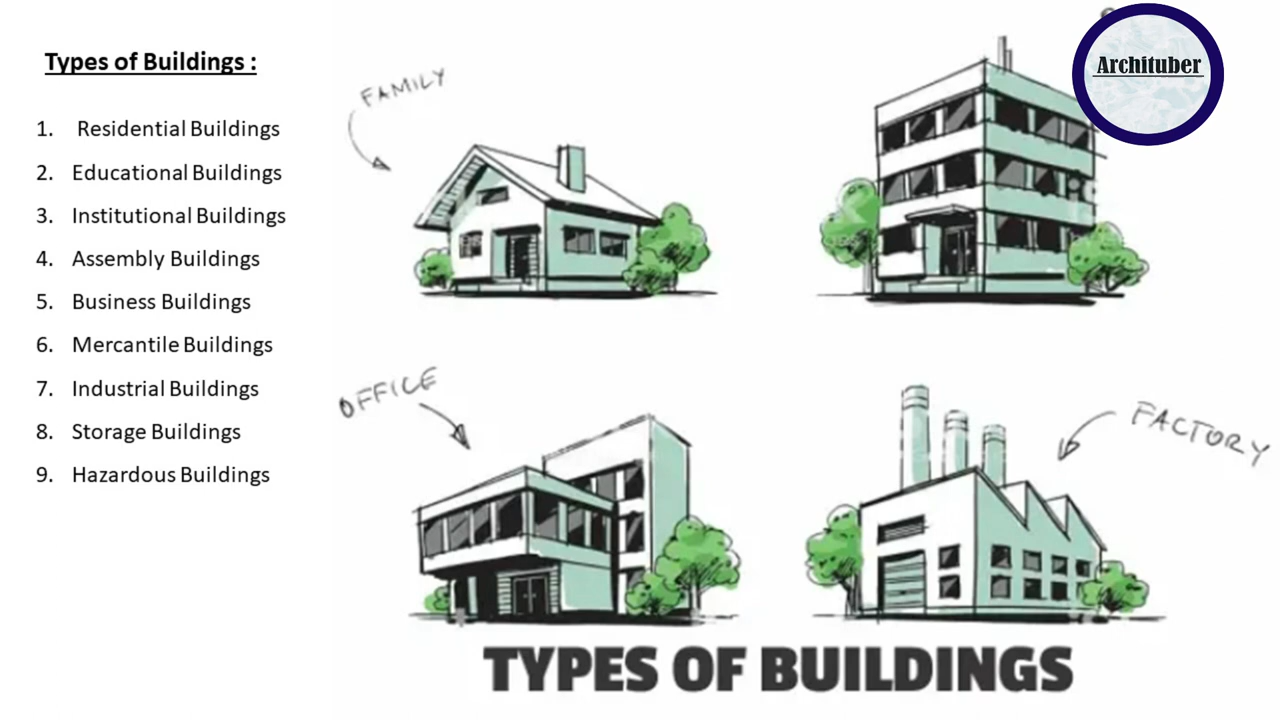 Types of Buildings :
1. Residential Buildings
2. Educational Buildings
3. Institutional Buildings
4. Assembly Buildings
5. Business Buildings
6. Mercantile Buildings
7. Industrial Buildings
8. Storage Buildings
9. Hazardous Buildings
FAMILY
Archituber
OFFICE
FACTORY
TYPES OF BUILDINGS